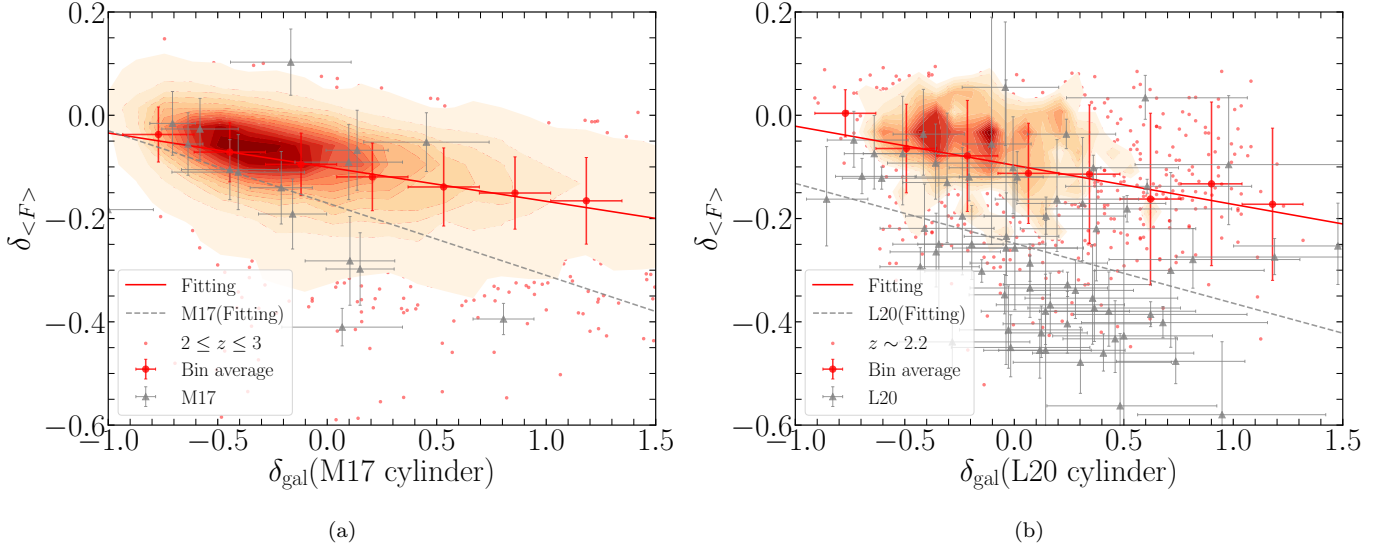 0.2
0.0
−0.2
−0.4
−0.6
δ<F>
−1.0 −0.5 0.0 0.5 1.0 1.5
δgal(M17 cylinder)
Fitting
M17(Fitting)
2 ≤ z ≤ 3
Bin average
M17
(a)
0.2
0.0
−0.2
−0.4
−0.6
δ<F>
−1.0 −0.5 0.0 0.5 1.0 1.5
δgal(L20 cylinder)
Fitting
L20(Fitting)
z ∼ 2.2
Bin average
L20
(b)